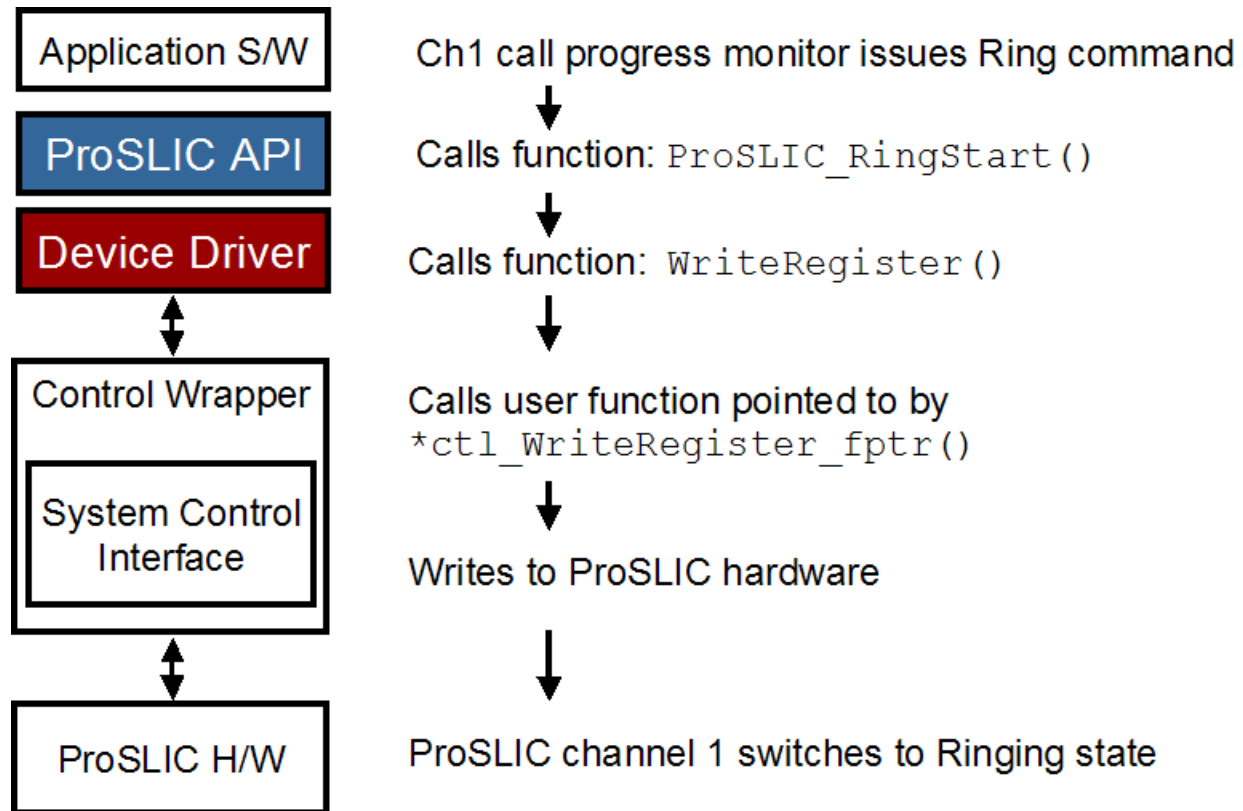 Application S/W
Ch1 call progress monitor issues Ring command
ProSLIC API
Calls function: ProSLIC_RingStart()
Device Driver
Calls function: WriteRegister()
Control Wrapper
Calls user function pointed to by
*ctl_WriteRegister_fptr()
System Control
Interface
Writes to ProSLIC hardware
ProSLIC H/W
ProSLIC channel 1 switches to Ringing state